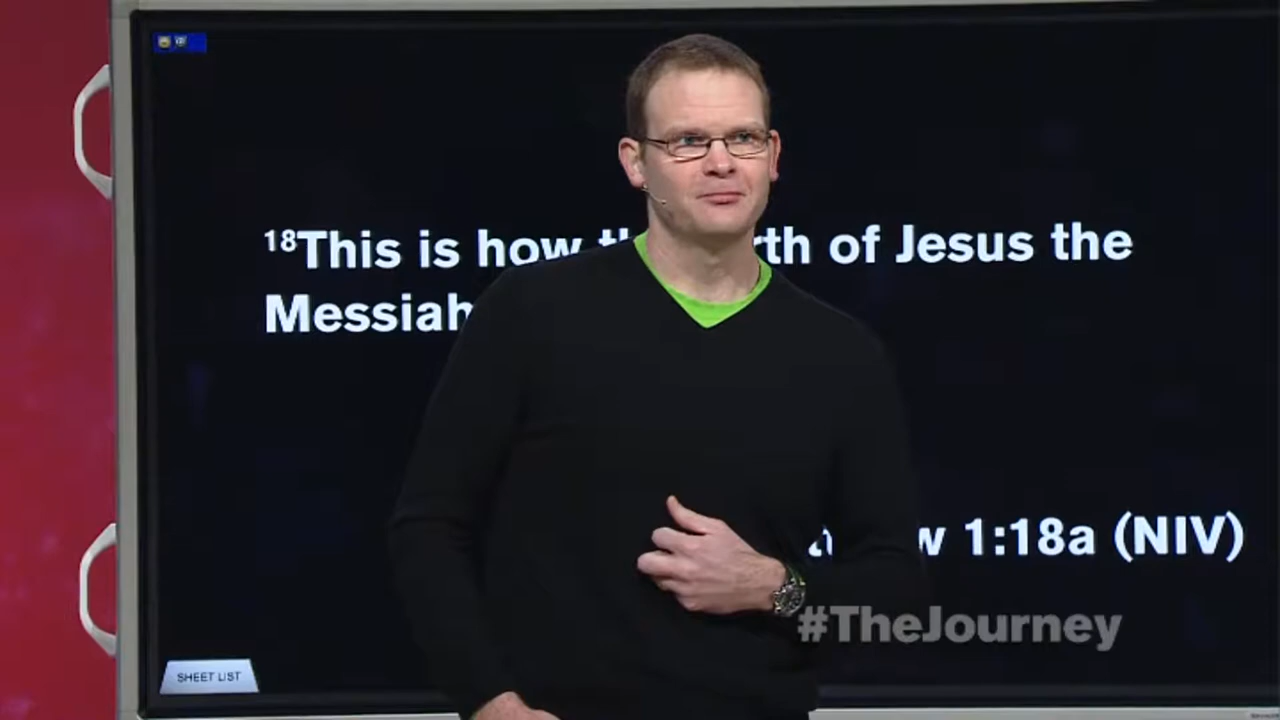 ¹⁸This is how of Jesus the
Messiah
1:18a (NIV)
#TheJourney
SHEET LIST